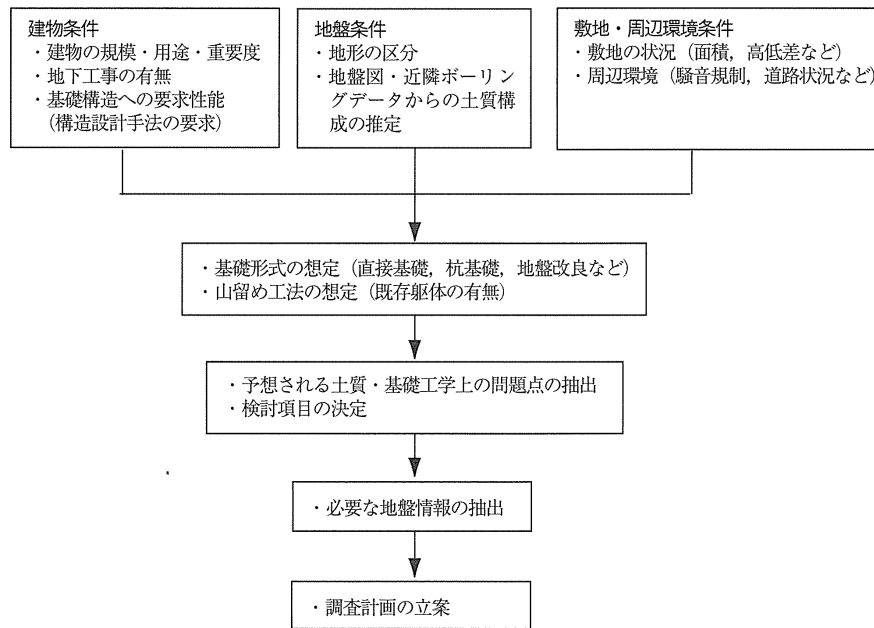 建物条件
・建物の規模・用途・重要度
・地下工事の有無
・基礎構造への要求性能
(構造設計手法の要求)
地盤条件
・地形の区分
・地盤図・近隣ボーリン
グデータからの土質構
成の推定
敷地・周辺環境条件
・敷地の状況（面積，高低差など）
・周辺環境（騒音規制，道路状況など）
・基礎形式の想定（直接基礎，杭基礎，地盤改良など）
・山留め工法の想定（既存躯体の有無）
・予想される土質・基礎工学上の問題点の抽出
・検討項目の決定
・必要な地盤情報の抽出
・調査計画の立案